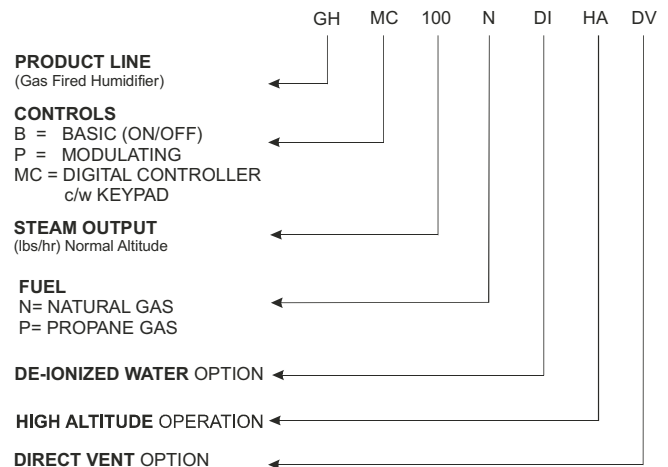 GH MC 100 N DI HA DV
PRODUCT LINE
(Gas Fired Humidifier)
CONTROLS
B = BASIC (ON/OFF)
P = MODULATING
MC = DIGITAL CONTROLLER
c/w KEYPAD
STEAM OUTPUT
(lbs/hr) Normal Altitude
FUEL
N= NATURAL GAS
P= PROPANE GAS
DE-IONIZED WATER OPTION
HIGH ALTITUDE OPERATION
DIRECT VENT OPTION